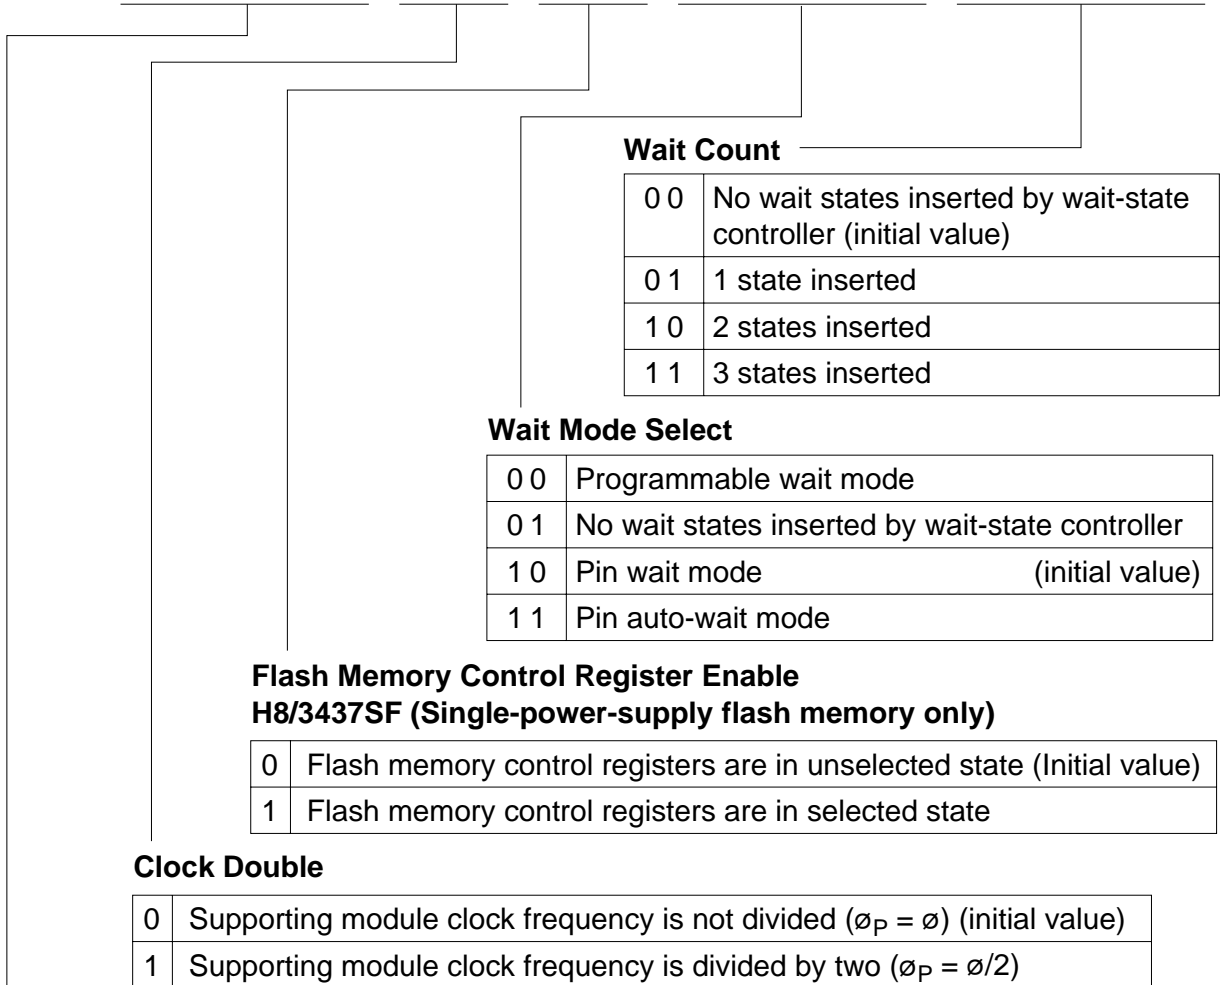 Wait Count
0 0 No wait states inserted by wait-state
controller (initial value)
0 1 1 state inserted
1 0 2 states inserted
1 1 3 states inserted
Wait Mode Select
0 0 Programmable wait mode
0 1 No wait states inserted by wait-state controller
1 0 Pin wait mode (initial value)
1 1 Pin auto-wait mode
Flash Memory Control Register Enable
H8/3437SF (Single-power-supply flash memory only)
0 Flash memory control registers are in unselected state (Initial value)
1 Flash memory control registers are in selected state
Clock Double
0 Supporting module clock frequency is not divided (øP = ø) (initial value)
1 Supporting module clock frequency is divided by two (øP = ø/2)